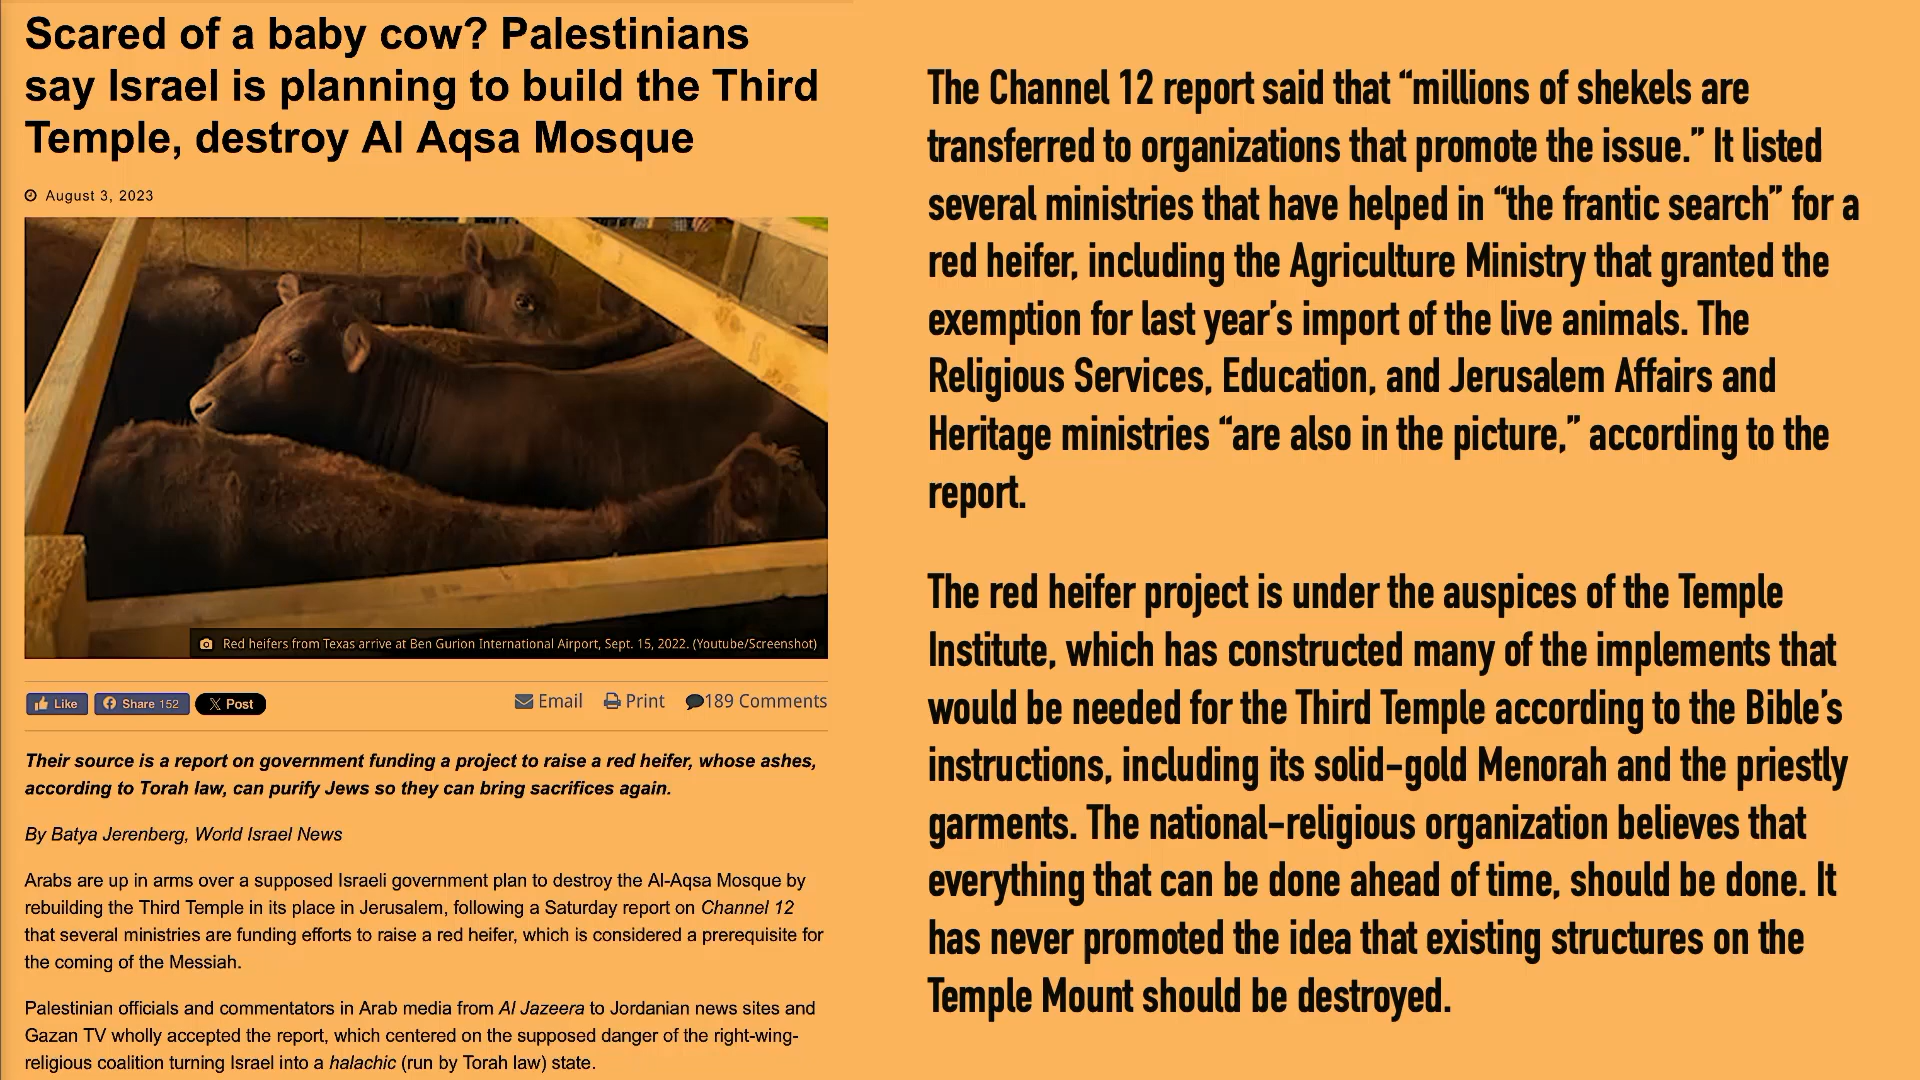 Scared of a baby cow? Palestinians
say Israel is planning to build the Third
Temple, destroy Al Aqsa Mosque
August 3, 2023
Red heifers from Texas arrive at Ben Gurion International Airport, Sept. 15, 2022. (Youtube/Screenshot)
Like Share 152 X Post Email Print 189 Comments
Their source is a report on government funding a project to raise a red heifer, whose ashes,
according to Torah law, can purify Jews so they can bring sacrifices again.
By Batya Jerenberg, World Israel News
Arabs are up in arms over a supposed Israeli government plan to destroy the Al-Aqsa Mosque by
rebuilding the Third Temple in its place in Jerusalem, following a Saturday report on Channel 12
that several ministries are funding efforts to raise a red heifer, which is considered a prerequisite for
the coming of the Messiah.
Palestinian officials and commentators in Arab media from Al Jazeera to Jordanian news sites and
Gazan TV wholly accepted the report, which centered on the supposed danger of the right-wing-
religious coalition turning Israel into a halachic (run by Torah law) state.
The Channel 12 report said that “millions of shekels are
transferred to organizations that promote the issue.” It listed
several ministries that have helped in “the frantic search” for a
red heifer, including the Agriculture Ministry that granted the
exemption for last year’s import of the live animals. The
Religious Services, Education, and Jerusalem Affairs and
Heritage ministries “are also in the picture,” according to the
report.
The red heifer project is under the auspices of the Temple
Institute, which has constructed many of the implements that
would be needed for the Third Temple according to the Bible’s
instructions, including its solid-gold Menorah and the priestly
garments. The national-religious organization believes that
everything that can be done ahead of time, should be done. It
has never promoted the idea that existing structures on the
Temple Mount should be destroyed.